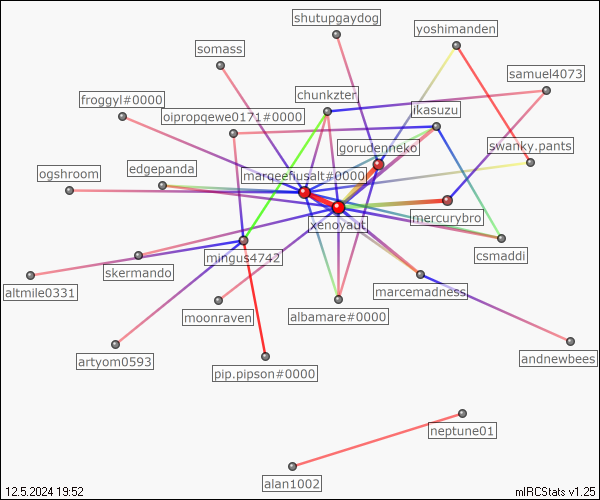 shutupgaydog
yoshimanden
somass
samuel4073
chunkzter
froggyl#0000
ikasuzu
oipropqewe0171#0000
swanky.pants
gorudenneko
edgepanda
ogshroom
marqeefiusalt#0000
mercurybro
xenoyaut
csmaddi
mingus4742
skermando
altmile0331
marcemadness
moonraven
albamare#0000
andnewbees
artyom0593
pip.pipson#0000
neptune01
alan1002
12.5.2024 19:52
mIRCStats v1.25